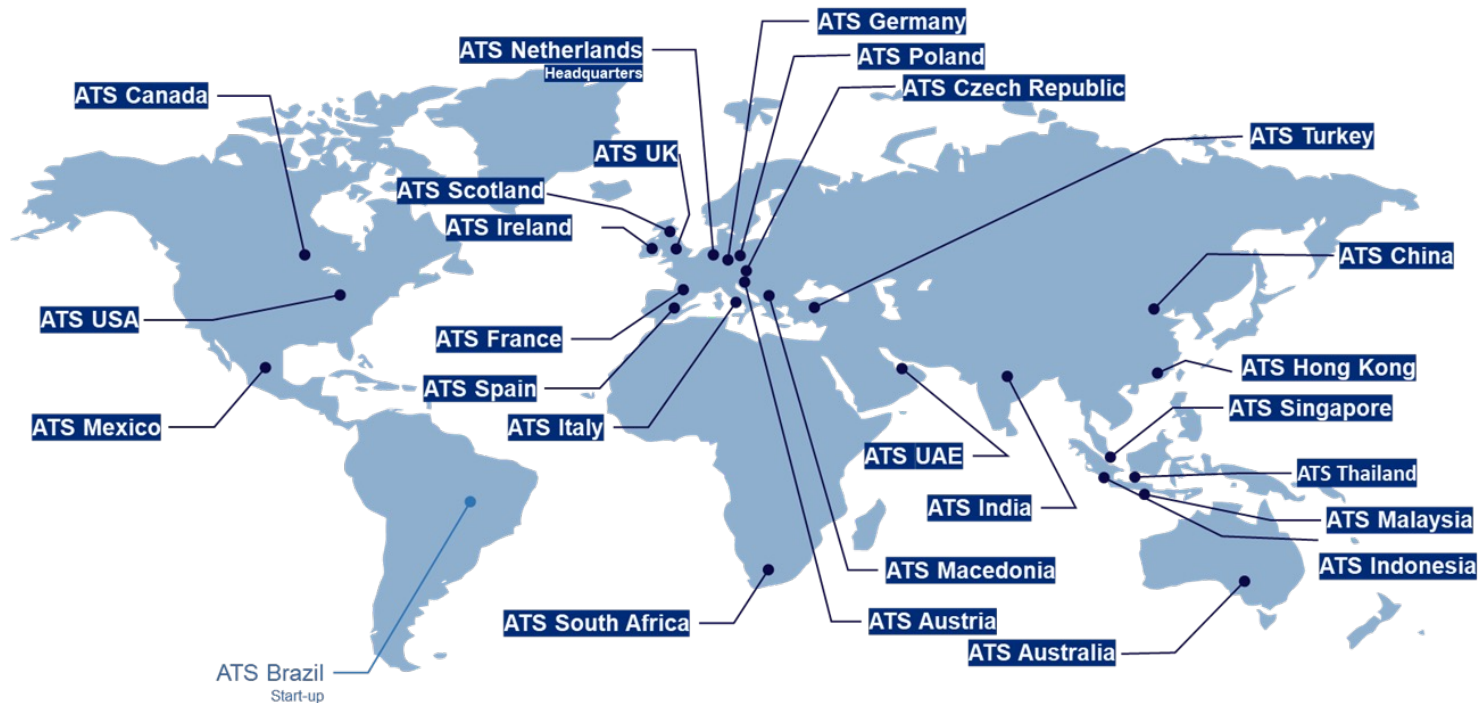 ATS Germany
ATS Netherlands
Headquarters
ATS Poland
ATS Czech Republic
ATS Canada
ATS Turkey
ATS UK
ATS Scotland
ATS Ireland
ATS China
ATS USA
ATS France
ATS Hong Kong
ATS Spain
ATS Singapore
ATS Mexico
ATS Italy
ATS UAE
ATS Thailand
ATS India
ATS Malaysia
ATS Indonesia
ATS Macedonia
ATS South Africa
ATS Austria
ATS Australia
ATS Brazil
Start-up